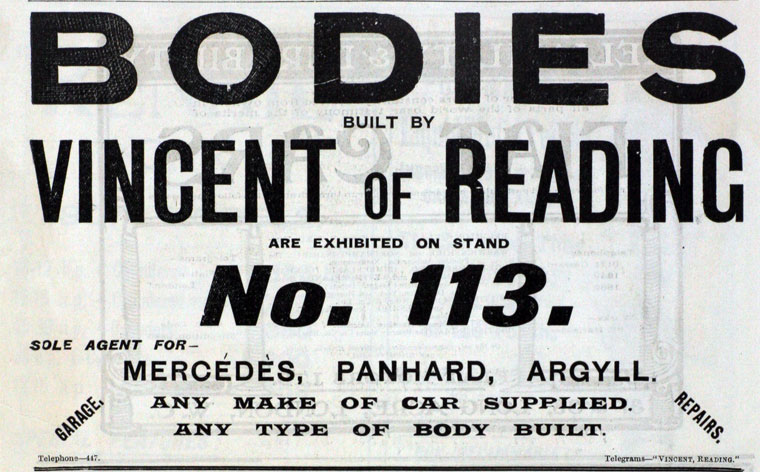 BODIES
BUILT BY
VINCENT OF READING
ARE EXHIBITED ON STAND
No. 113.
SOLE AGENT FOR—
MERCÉDÈS, PANHARD, ARGYLL.
GARAGE.
ANY MAKE OF CAR SUPPLIED.
ANY TYPE OF BODY BUILT.
REPAIRS.
Telephone—447.
Telegrams—"VINCENT, READING."